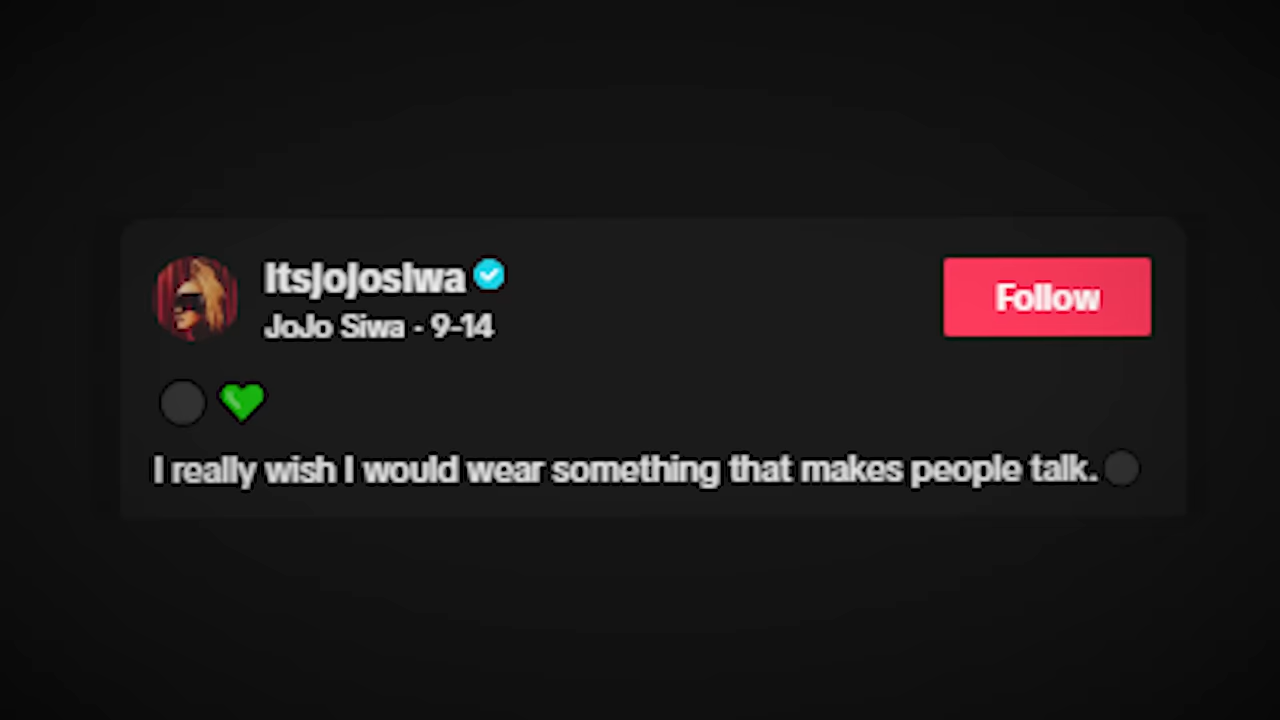 itsjojosiwa
JoJo Siwa · 9-14
Follow
I really wish I would wear something that makes people talk.